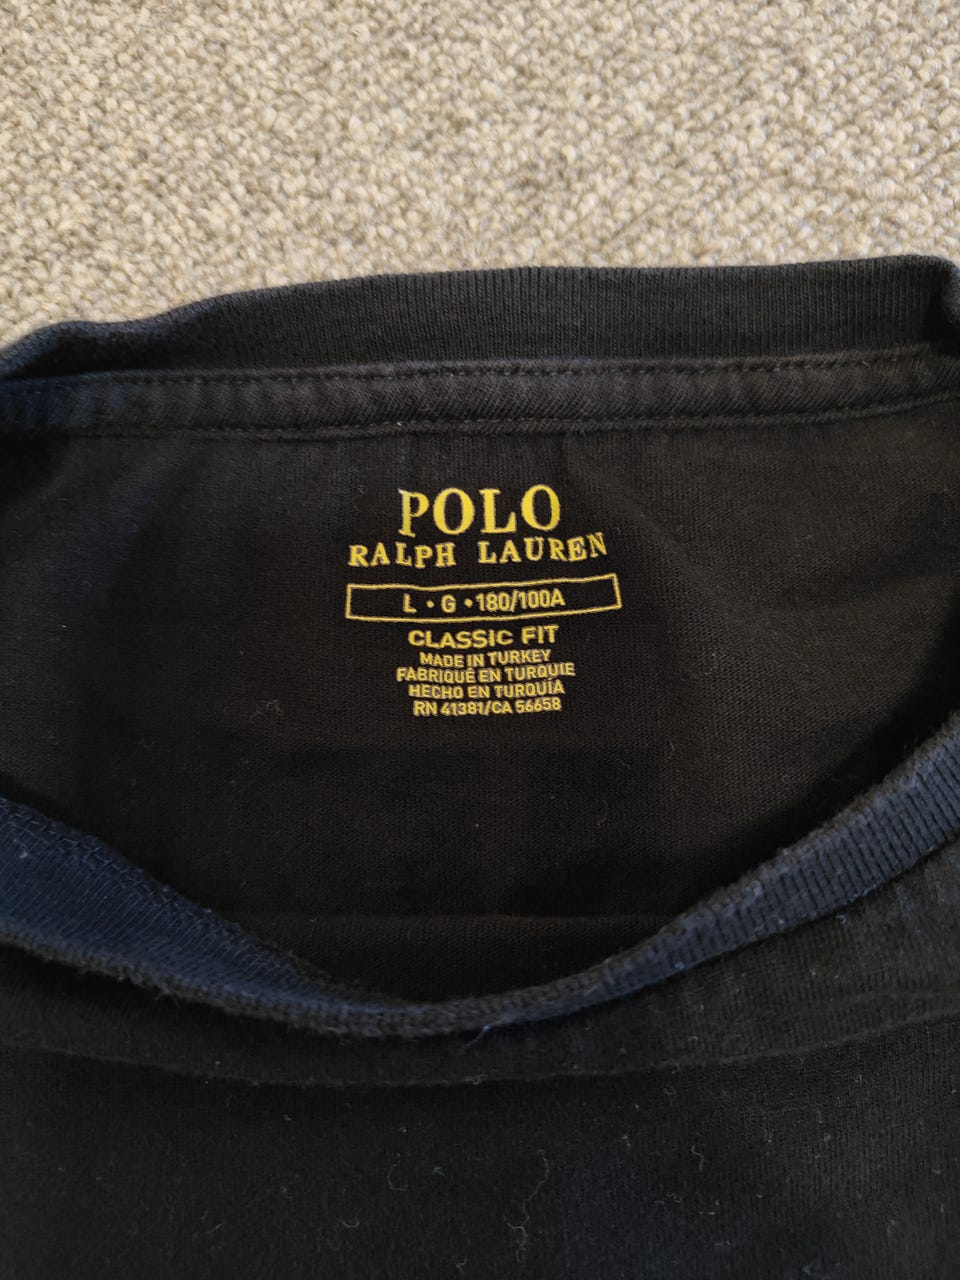 POLO
RALPH LAUREN
L • G • 180/100A
CLASSIC FIT
MADE IN TURKEY
FABRIQUÉ EN TURQUIE
HECHO EN TURQUÍA
RN 41381/CA 56658